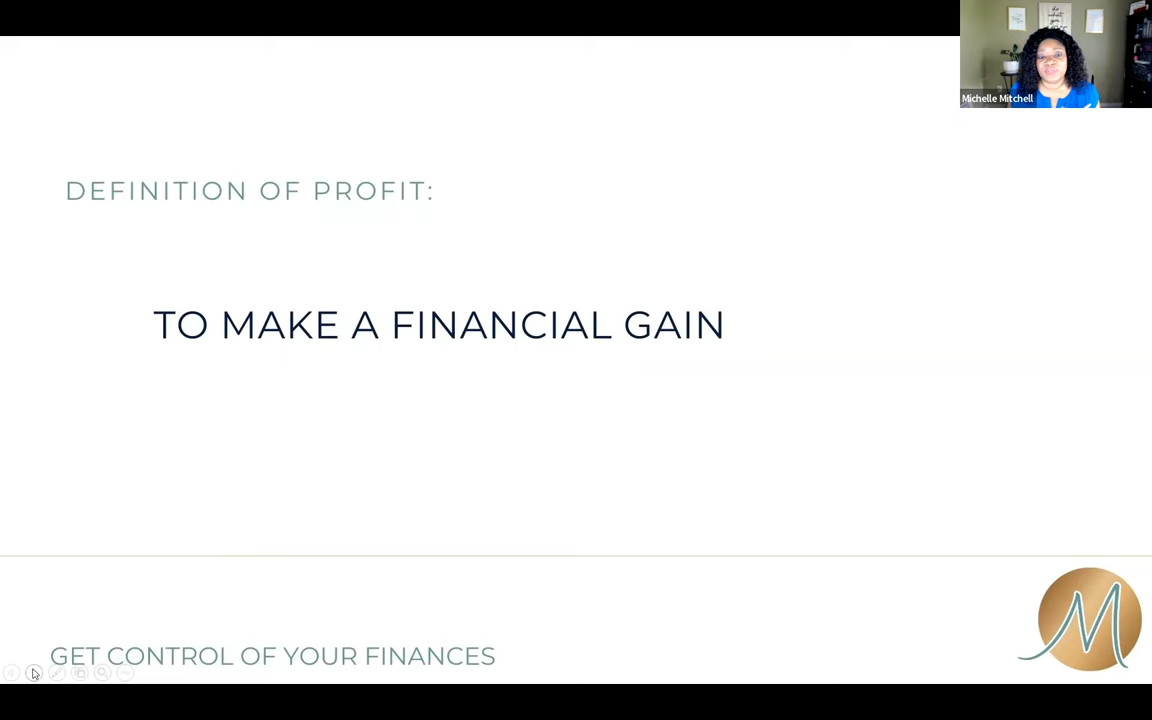 Michelle Mitchell
DEFINITION OF PROFIT:
TO MAKE A FINANCIAL GAIN
M
GET CONTROL OF YOUR FINANCES